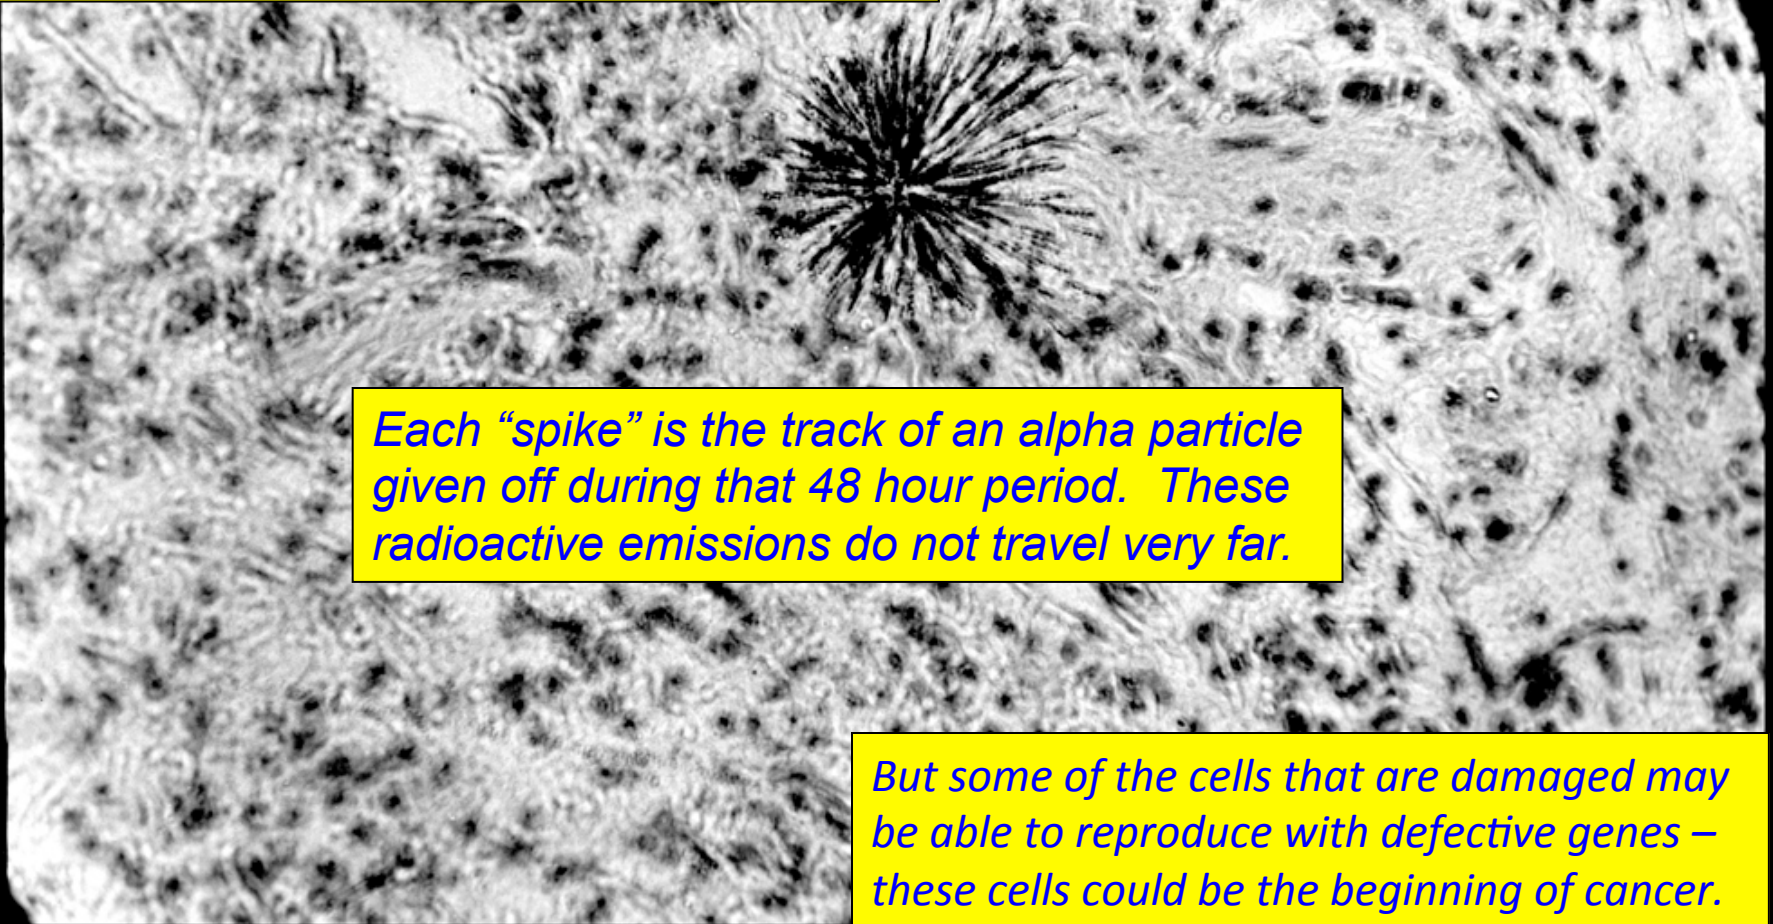 Each “spike” is the track of an alpha particle
given off during that 48 hour period.  These
radioactive emissions do not travel very far.
But some of the cells that are damaged may
be able to reproduce with defective genes –
these cells could be the beginning of cancer.